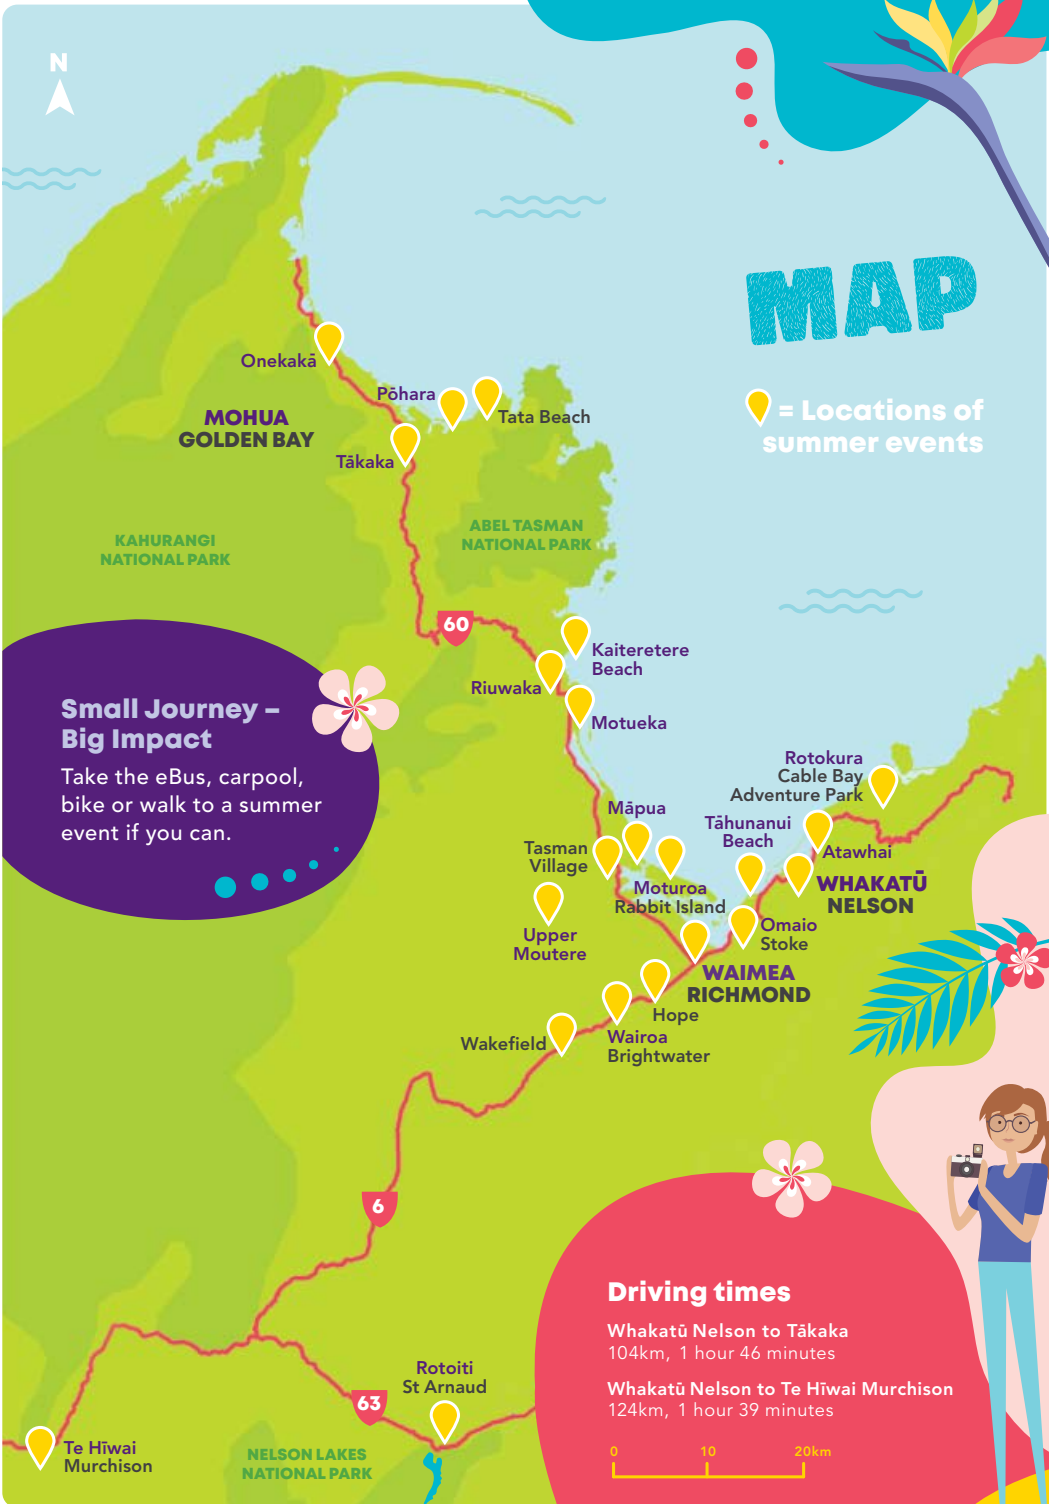 N
MAP
= Locations of
summer events
Onekakā
Pōhara
Tata Beach
MOHUA
GOLDEN BAY
Tākaka
KAHURANGI
NATIONAL PARK
ABEL TASMAN
NATIONAL PARK
60
Kaiteretere
Beach
Riuwaka
Motueka
Small Journey –
Big Impact
Take the eBus, carpool,
bike or walk to a summer
event if you can.
Rotokura
Cable Bay
Adventure Park
Māpua
Tāhunanui
Beach
Tasman
Village
Atawhai
Moturoa
Rabbit Island
WHAKATŪ
NELSON
Upper
Moutere
Omaio
Stoke
WAIMEA
RICHMOND
Hope
Wairoa
Brightwater
Wakefield
6
Driving times
Whakatū Nelson to Tākaka
104km, 1 hour 46 minutes
Whakatū Nelson to Te Hīwai Murchison
124km, 1 hour 39 minutes
0 10 20km
Rotoiti
St Arnaud
63
Te Hīwai
Murchison
NELSON LAKES
NATIONAL PARK